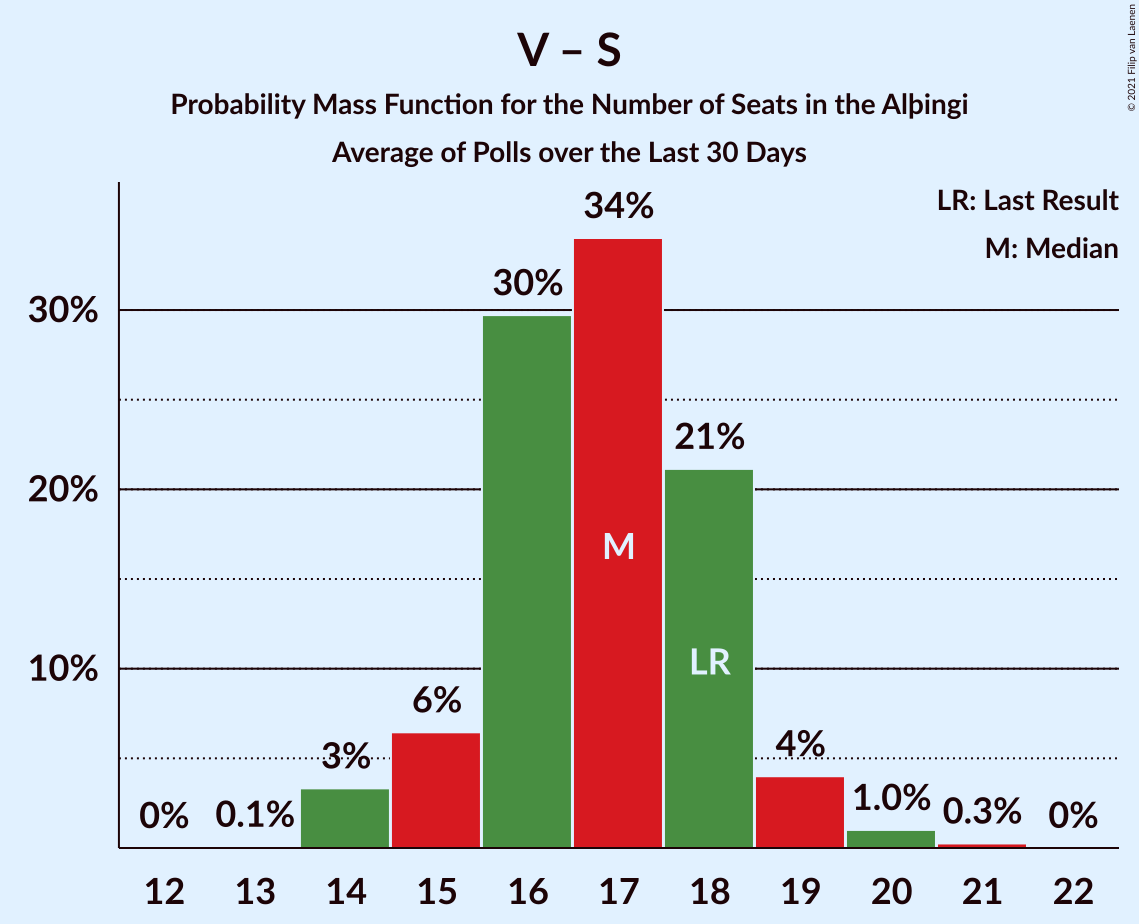 V – S
Probability Mass Function for the Number of Seats in the Alþingi
Average of Polls over the Last 30 Days
© 2021 Filip van Laenen
LR: Last Result
M: Median
34%
30%
30%
21%
20%
M
LR
10%
6%
3%
4%
0%
0.1%
1.0%
0.3%
0%
12 13 14 15 16 17 18 19 20 21 22